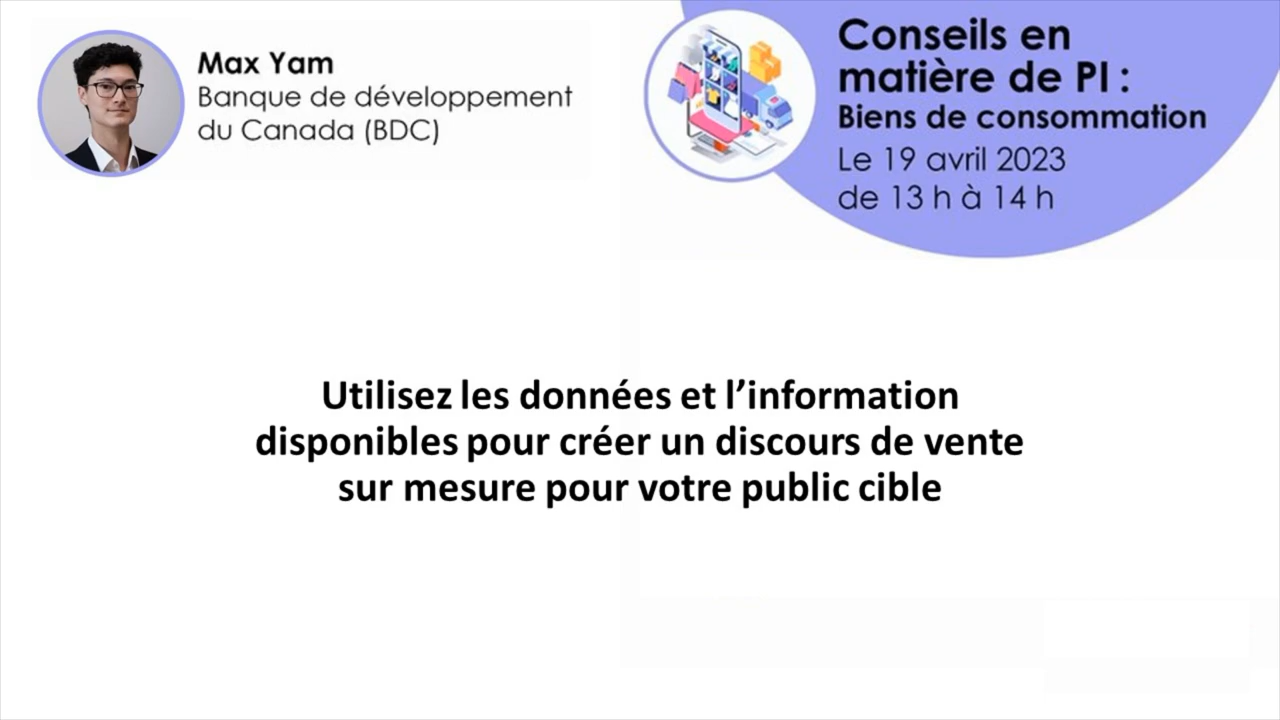 Max Yam
Banque de développement
du Canada (BDC)
Conseils en
matière de PI :
Biens de consommation
Le 19 avril 2023
de 13 h à 14 h
Utilisez les données et l’information
disponibles pour créer un discours de vente
sur mesure pour votre public cible